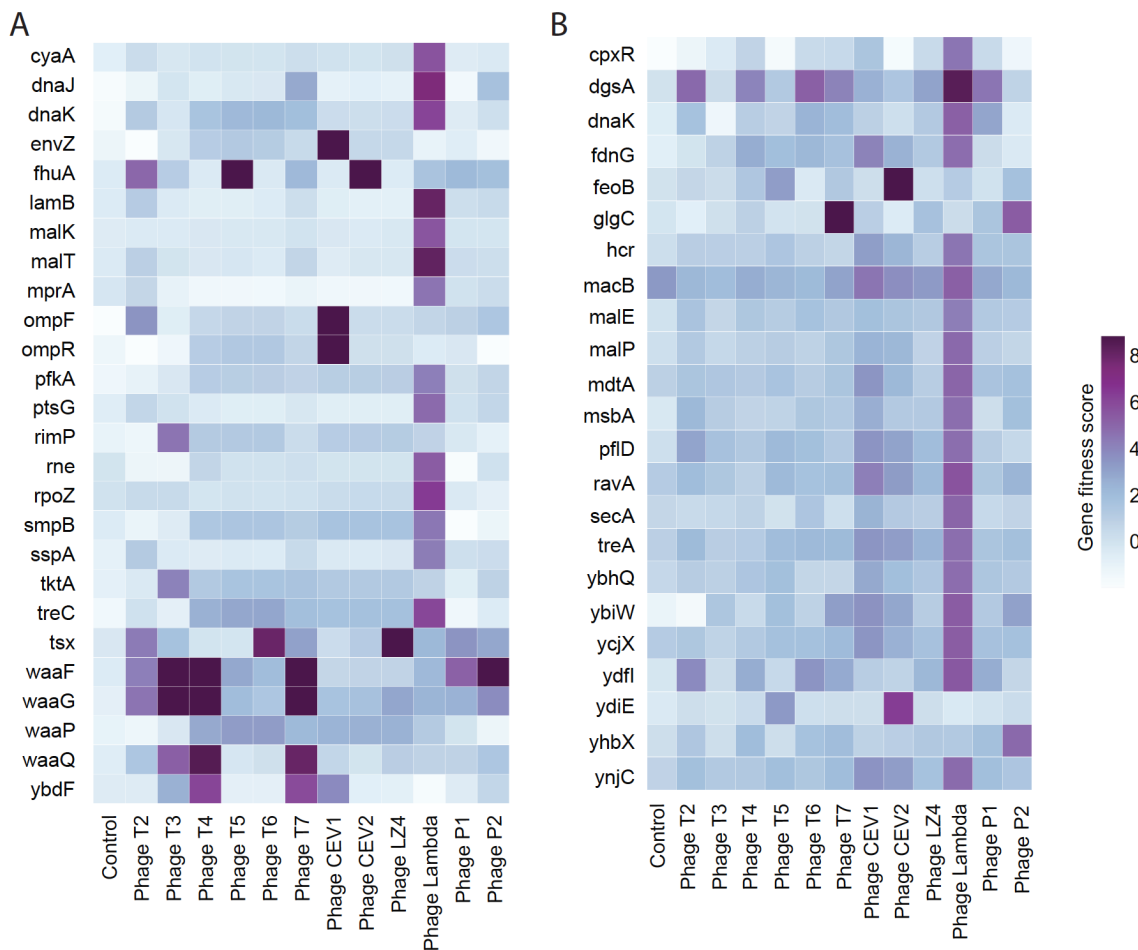 A
cyaA
dnaJ
dnaK
envZ
fhuA
lamB
malK
malT
mprA
ompF
ompR
pfkA
ptsG
rimP
rne
rpoZ
smpB
sspA
tktA
treC
tsx
waaF
waaG
waaP
waaQ
ybdF
Control
Phage T2
Phage T3
Phage T4
Phage T5
Phage T6
Phage T7
Phage CEV1
Phage CEV2
Phage LZ4
Phage Lambda
Phage P1
Phage P2
B
cpxR
dgsA
dnaK
fdnG
feoB
glgC
hcr
macB
malE
malP
mdtA
msbA
pflD
ravA
secA
treA
ybhQ
ybiW
ycjX
ydfI
ydiE
yhbX
ynjC
Control
Phage T2
Phage T3
Phage T4
Phage T5
Phage T6
Phage T7
Phage CEV1
Phage CEV2
Phage LZ4
Phage Lambda
Phage P1
Phage P2
Gene fitness score
8
6
4
2
0